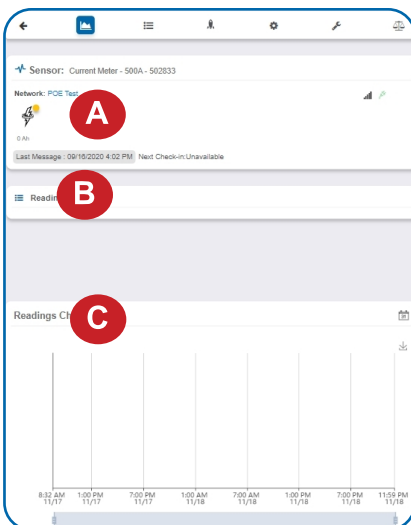 Sensor: Current Meter - 500A - 502833
Network: POE Test
A
0 Ah
Last Message : 09/16/2020 4:02 PM Next Check-in:Unavailable
B
C
Readings
8:32 AM 1:00 PM 7:00 PM 1:00 AM 7:00 AM 1:00 PM 7:00 PM 11:59 PM
11/17 11/17 11/17 11/18 11/18 11/18 11/18 11/18